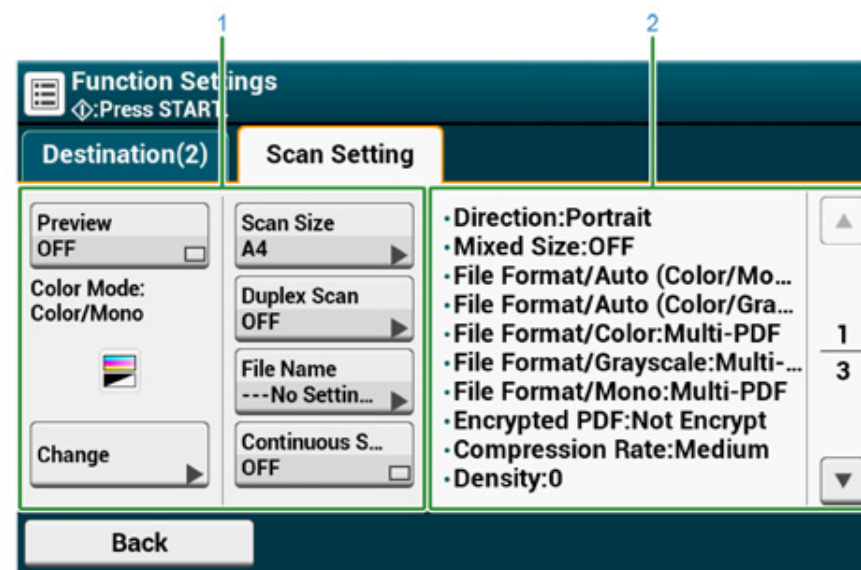 1
2
Function Settings
:Press START.
Destination(2)
Scan Setting
Preview
OFF
Color Mode:
Color/Mono
Change
Scan Size
A4
Duplex Scan
OFF
File Name
---No Settin...
Continuous S...
OFF
・Direction:Portrait
・Mixed Size:OFF
・File Format/Auto (Color/Mo...
・File Format/Auto (Color/Gra...
・File Format/Color:Multi-PDF
・File Format/Grayscale:Multi-...
・File Format/Mono:Multi-PDF
・Encrypted PDF:Not Encrypt
・Compression Rate:Medium
・Density:0
1
3
Back